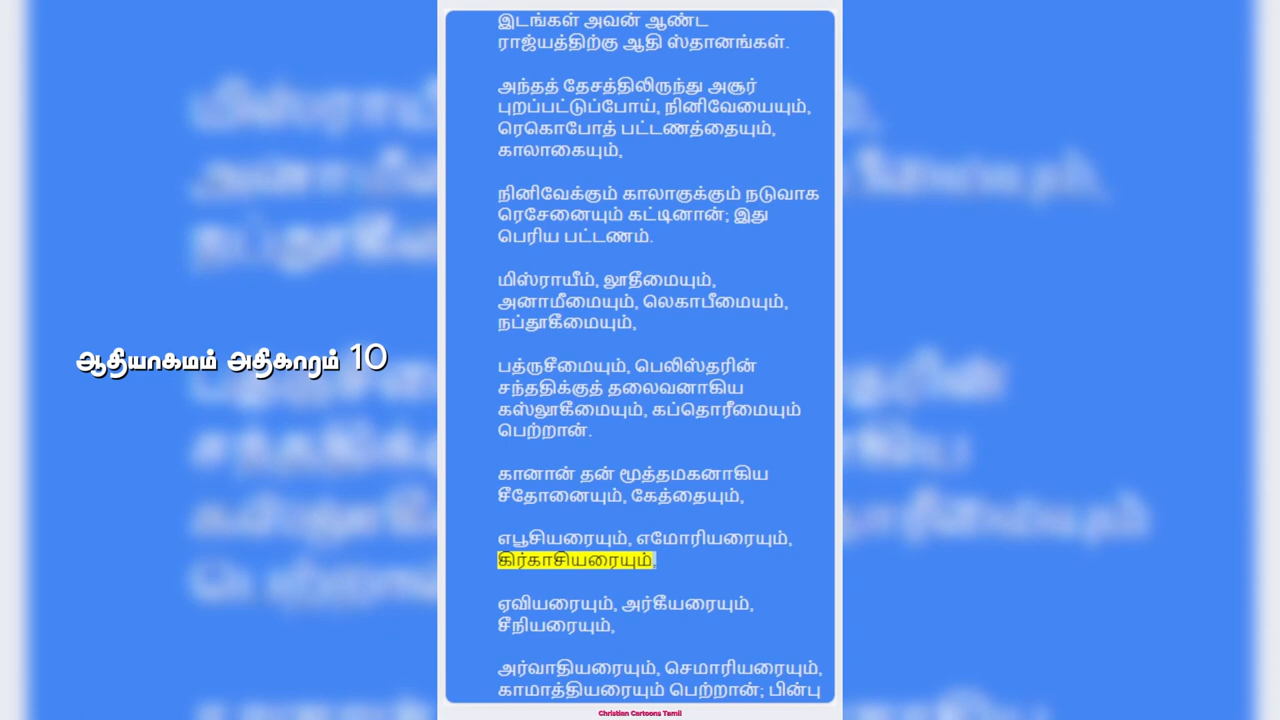 இடங்கள் அவன் ஆண்ட
ராஜ்யத்திற்கு ஆதி ஸ்தானங்கள்.
அந்தத் தேசத்திலிருந்து அசூர்
புறப்பட்டுப்போய், நினிவேயையும்,
ரெகொபோத் பட்டணத்தையும்,
காலாகையும்,
நினிவேக்கும் காலாகுக்கும் நடுவாக
ரெசேனையும் கட்டினான்; இது
பெரிய பட்டணம்.
மிஸ்ராயீம், லூதீமையும்,
அனாமீமையும், லெகாபீமையும்,
நப்தூகீமையும்,
பத்ருசீமையும், பெலிஸ்தரின்
சந்ததிக்குத் தலைவனாகிய
கஸ்லூகீமையும், கப்தொரீமையும்
பெற்றான்.
கானான் தன் மூத்தமகனாகிய
சீதோனையும், கேத்தையும்,
எபூசியரையும், எமோரியரையும்,
கிர்காசியரையும்,
ஏவியரையும், அர்கீயரையும்,
சீநியரையும்,
அர்வாதியரையும், செமாரியரையும்,
காமாத்தியரையும் பெற்றான்; பின்பு
ஆதியாகமம் அதிகாரம் 10
Christian Cartoons Tamil